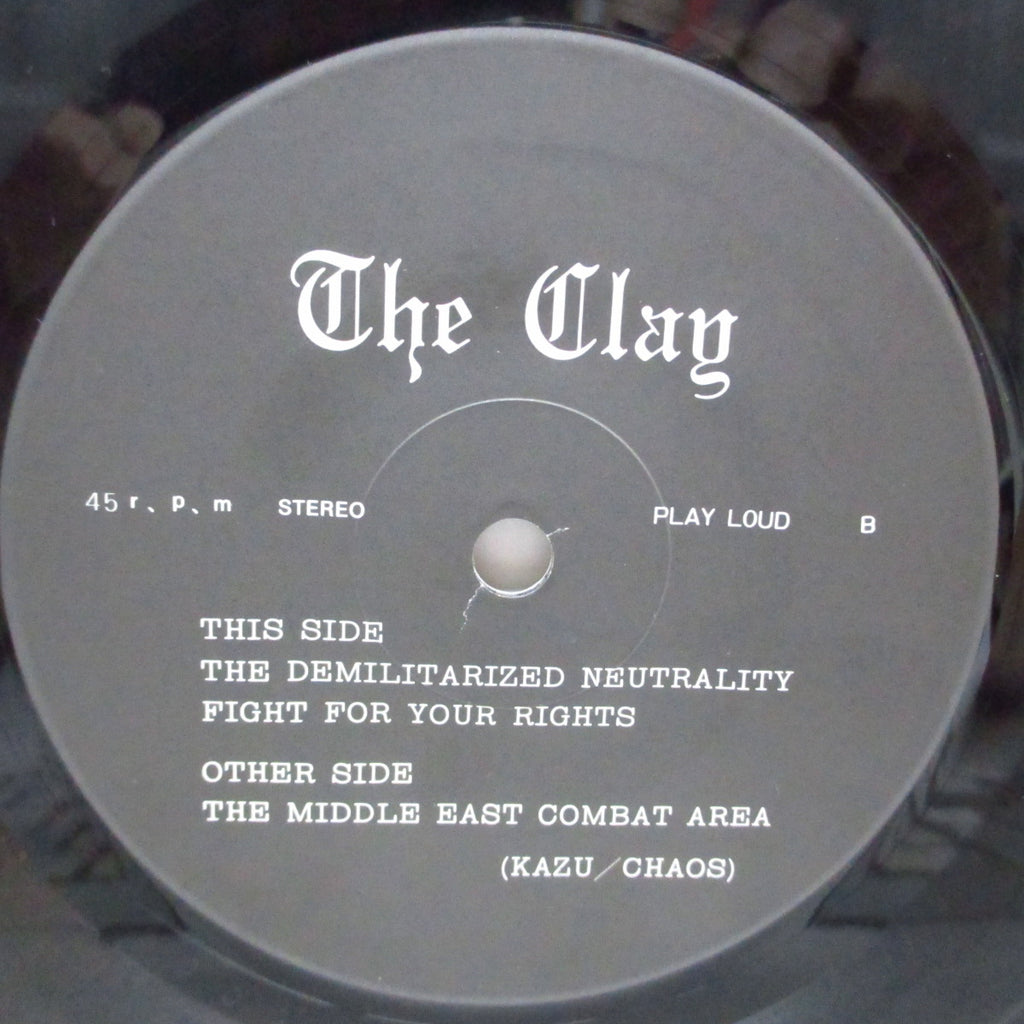 The Clay
45 r、p、m STEREO PLAY LOUD B
THIS SIDE
THE DEMILITARIZED NEUTRALITY
FIGHT FOR YOUR RIGHTS
OTHER SIDE
THE MIDDLE EAST COMBAT AREA
(KAZU/CHAOS)